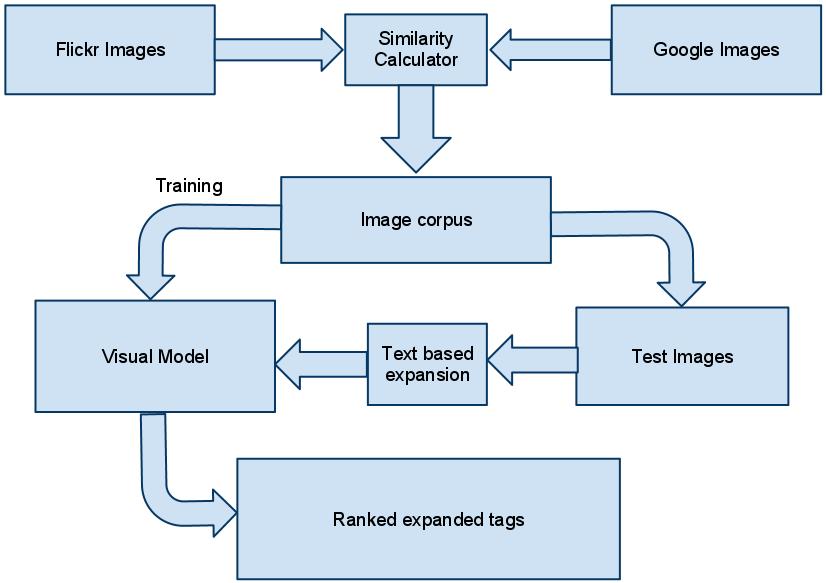 Flickr Images
Similarity
Calculator
Google Images
Training
Image corpus
Visual Model
Text based
expansion
Test Images
Ranked expanded tags